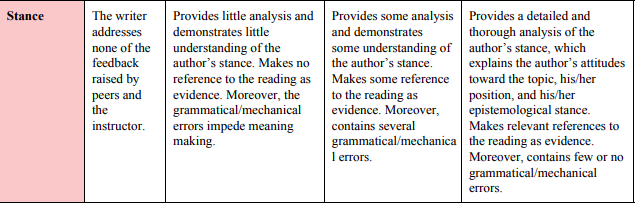 Stance
The writer
addresses
none of the
feedback
raised by
peers and
the
instructor.
Provides little analysis and
demonstrates little
understanding of the
author's stance. Makes no
reference to the reading as
evidence. Moreover, the
grammatical/mechanical
errors impede meaning
making.
Provides some analysis
and demonstrates
some understanding of
the author's stance.
Makes some reference
to the reading as
evidence. Moreover,
contains several
grammatical/mechanica
l errors.
Provides a detailed and
thorough analysis of the
author's stance, which
explains the author's attitudes
toward the topic, his/her
position, and his/her
epistemological stance.
Makes relevant references to
the reading as evidence.
Moreover, contains few or no
grammatical/mechanical
errors.